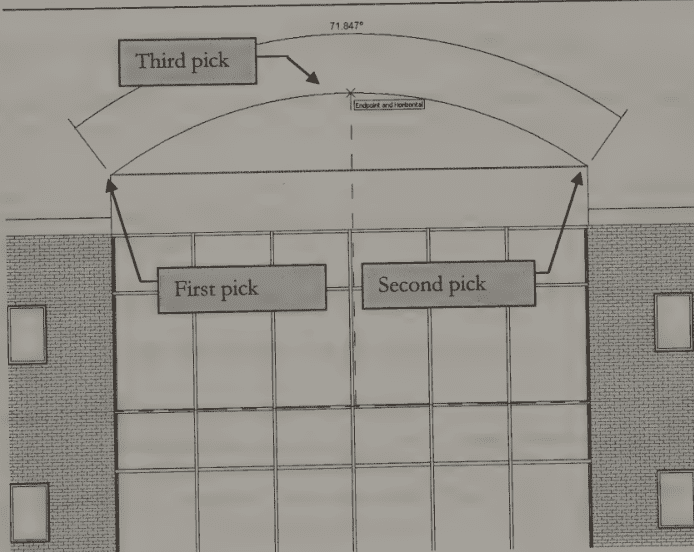 71.847°
Third pick
Endpoint and Horizontal
First pick
Second pick